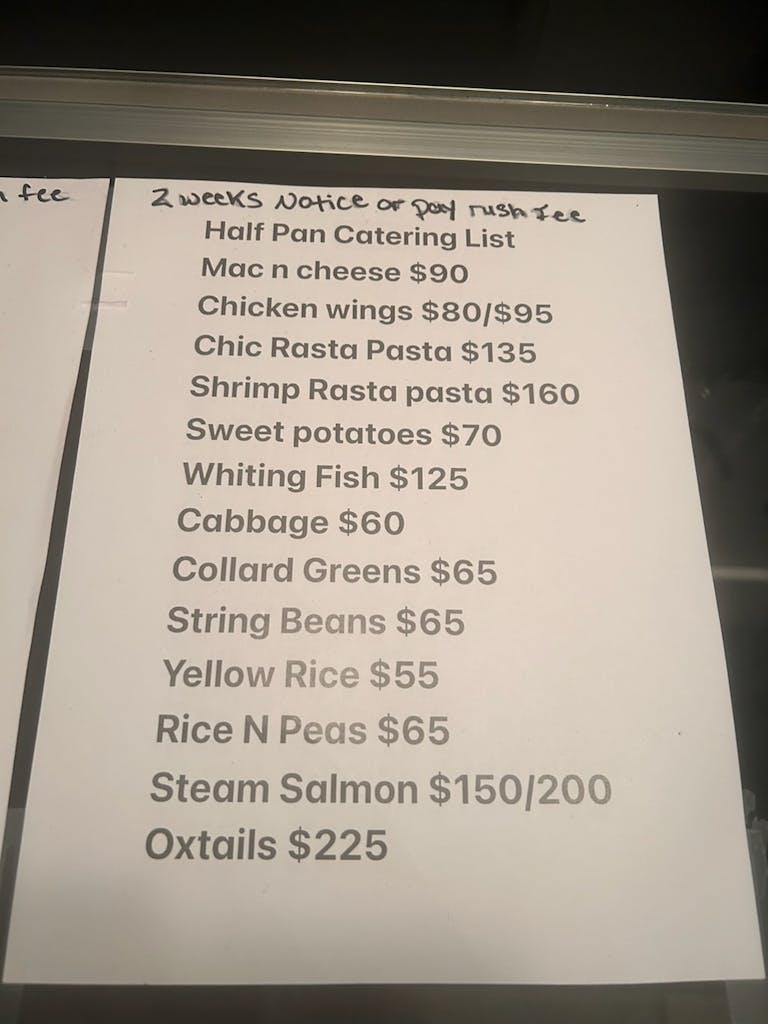 fee
2 weeks Notice or pay rush fee
Half Pan Catering List
Mac n cheese $90
Chicken wings $80/$95
Chic Rasta Pasta $135
Shrimp Rasta pasta $160
Sweet potatoes $70
Whiting Fish $125
Cabbage $60
Collard Greens $65
String Beans $65
Yellow Rice $55
Rice N Peas $65
Steam Salmon $150/200
Oxtails $225